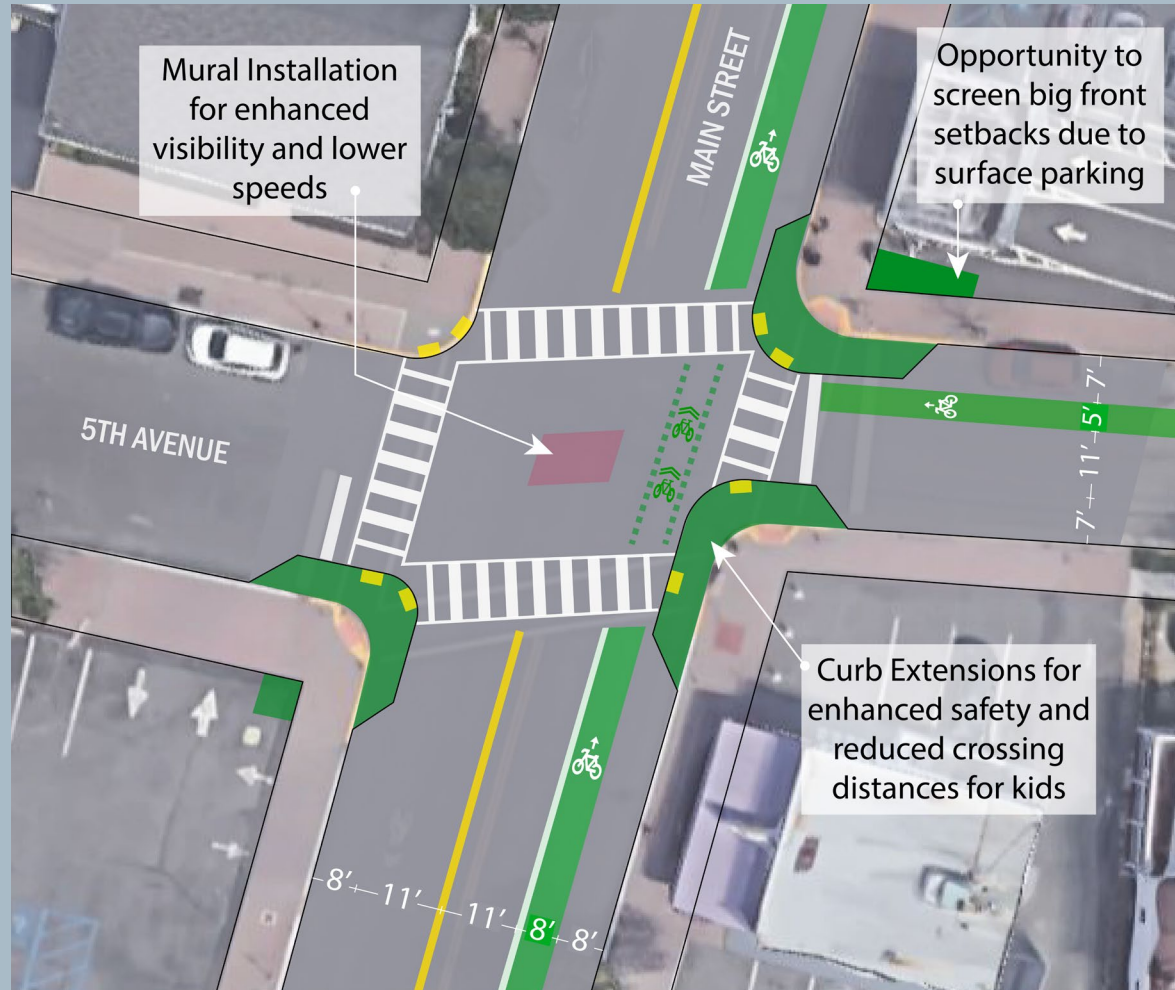 Mural Installation
for enhanced
visibility and lower
speeds
MAIN STREET
Opportunity to
screen big front
setbacks due to
surface parking
5TH AVENUE
7’ 11’ 5’ 7’
Curb Extensions for
enhanced safety and
reduced crossing
distances for kids
8’ 11’ 11’ 8’ 8’